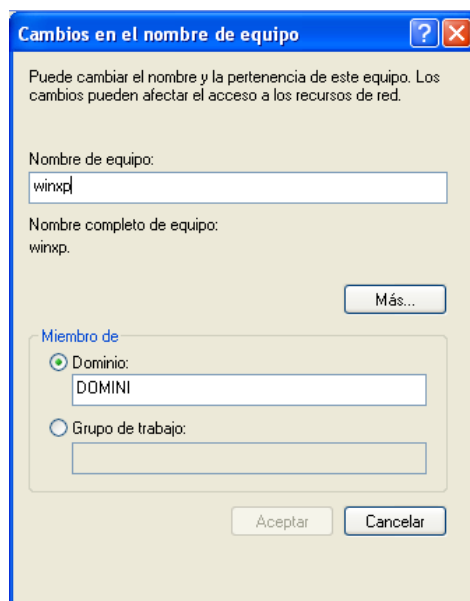 Cambios en el nombre de equipo
Puede cambiar el nombre y la pertenencia de este equipo. Los
cambios pueden afectar el acceso a los recursos de red.
Nombre de equipo:
winxp
Nombre completo de equipo:
winxp.
Más...
Miembro de
Dominio:
DOMINI
Grupo de trabajo:
Aceptar
Cancelar